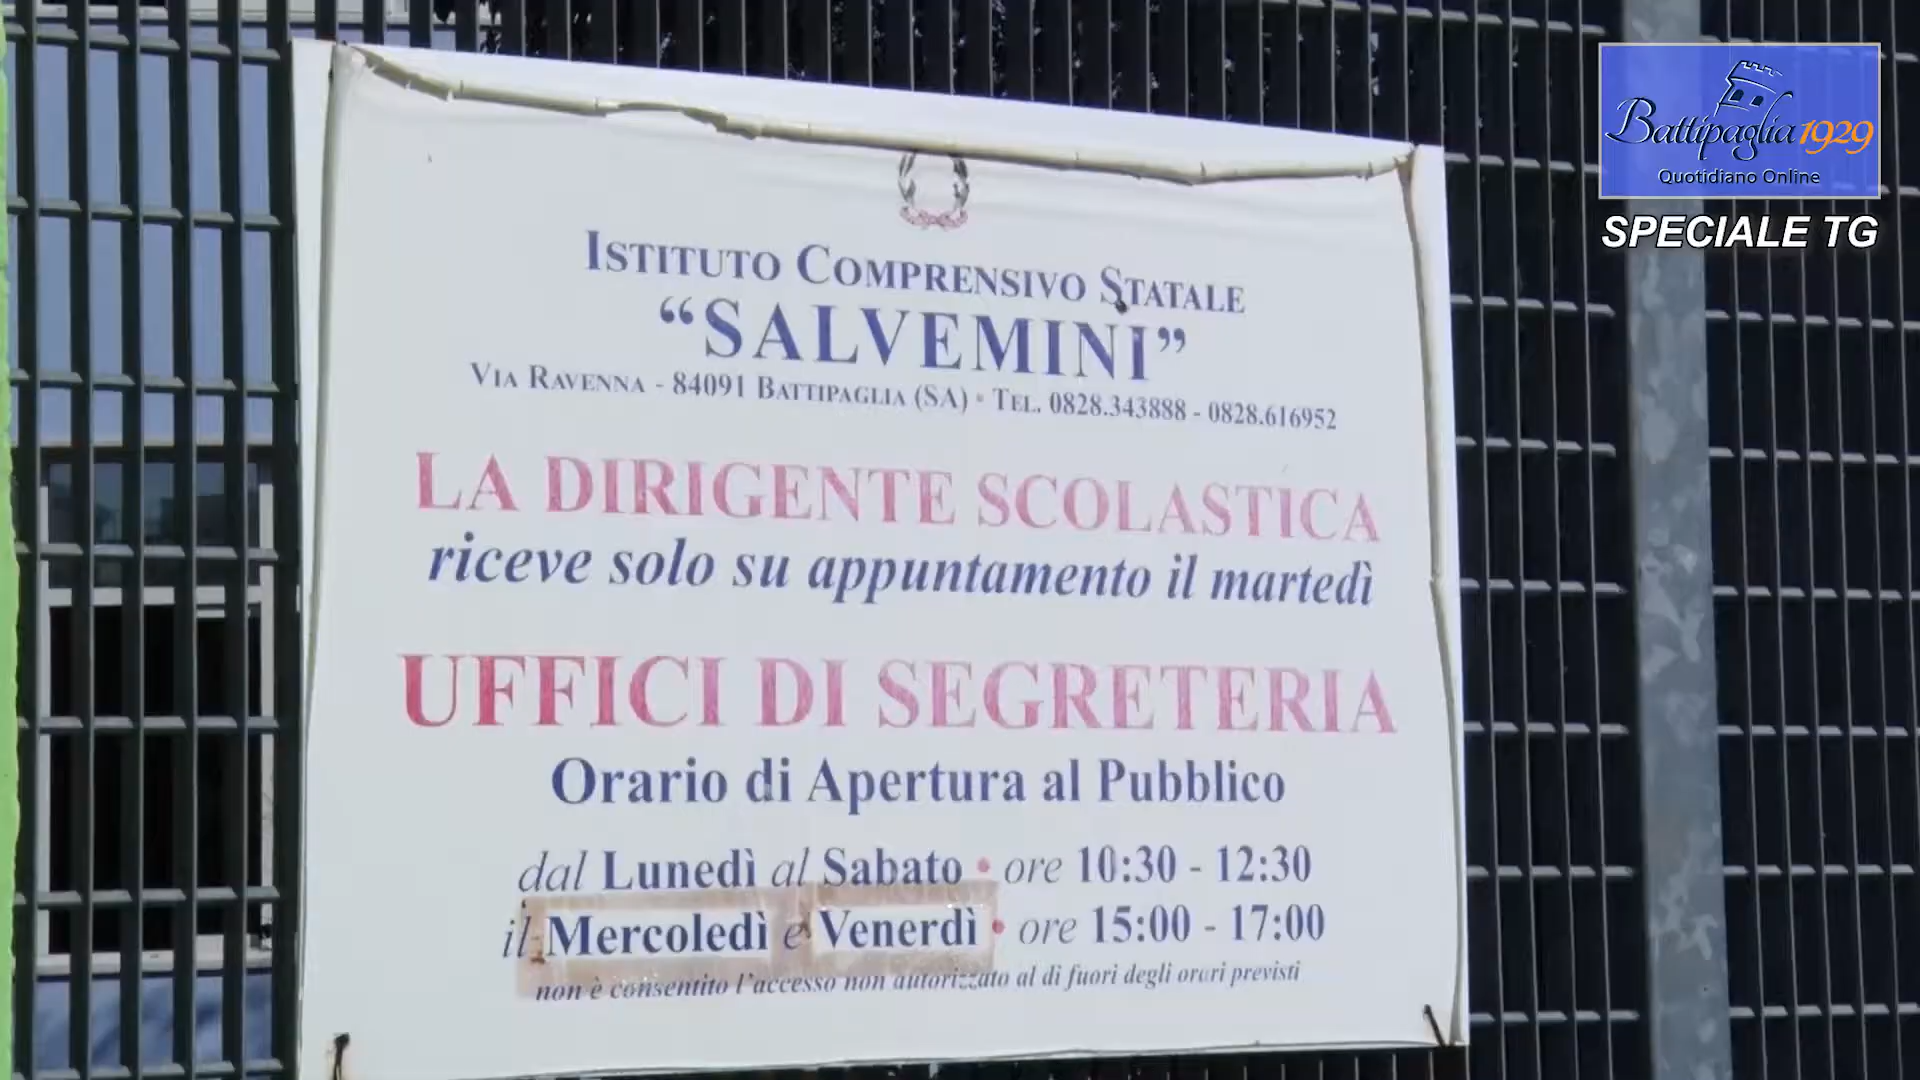 Battipaglia1929
Quotidiano Online
SPECIALE TG
ISTITUTO COMPRENSIVO STATALE
“SALVEMINI”
VIA RAVENNA - 84091 BATTIPAGLIA (SA) • TEL. 0828.343888 - 0828.616952
LA DIRIGENTE SCOLASTICA
riceve solo su appuntamento il martedì
UFFICI DI SEGRETERIA
Orario di Apertura al Pubblico
dal Lunedì al Sabato • ore 10:30 - 12:30
il Mercoledì e Venerdì • ore 15:00 - 17:00
non è consentito l'accesso non autorizzato al di fuori degli orari previsti